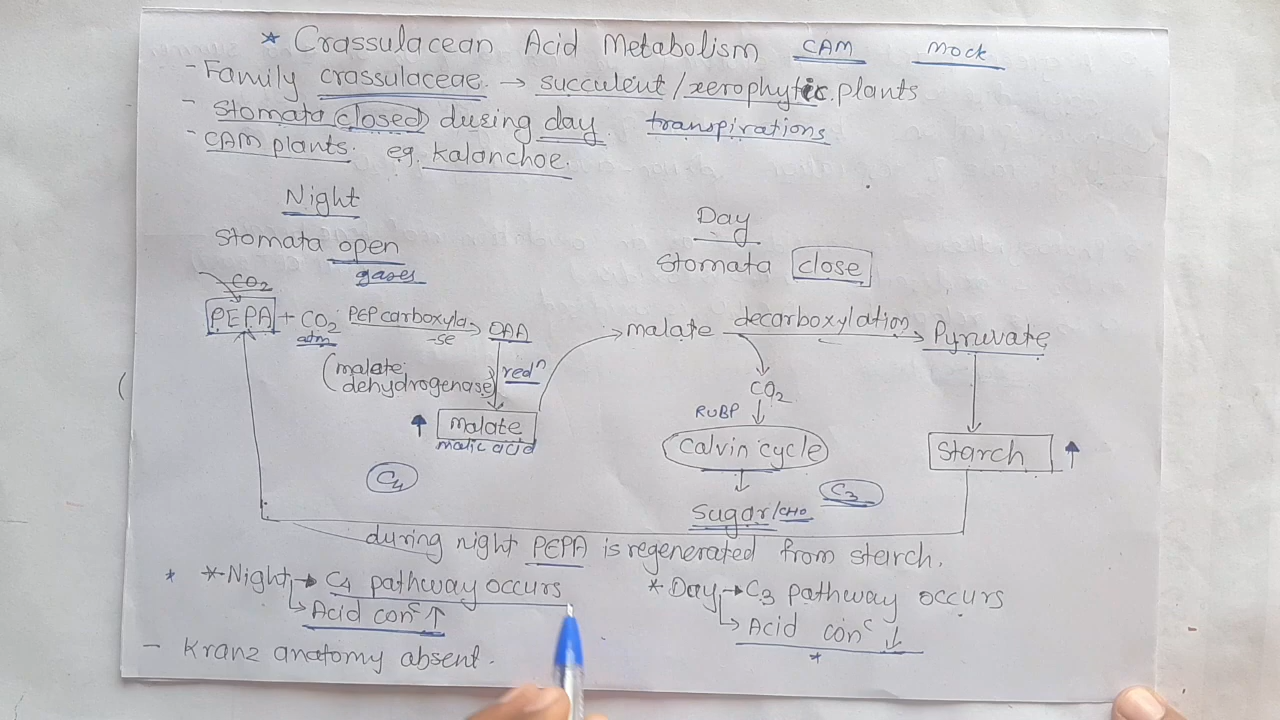 * Crassulacean Acid Metabolism CAM Mock
- Family crassulaceae → succulent/xerophytic plants
- Stomata closed during day transpirations
- CAM plants. eg. Kalanchoe.
Night
Stomata open
gases
CO2
PEPA + CO2 PEP carboxyla-se → OAA
atm
(malate dehydrogenase) redn
↑ Malate
malic acid
C4
Day
Stomata close
→ malate decarboxylation → Pyruvate
CO2
RUBP ↓
Calvin cycle
Starch ↑
Sugar/CHO
C3
during night PEPA is regenerated from starch.
* *Night → C4 pathway occurs
↳ Acid conc ↑
*Day → C3 pathway occurs
↳ Acid conc ↓
*
- Kranz anatomy absent.